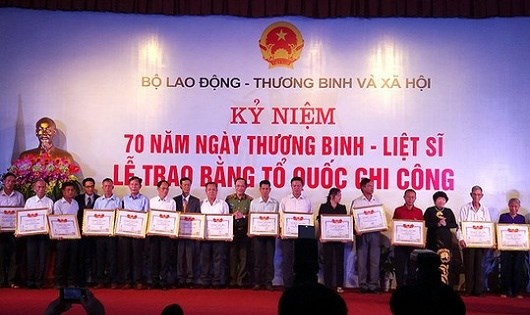 BỘ LAO ĐỘNG - THƯƠNG BINH VÀ XÃ HỘI
KỶ NIỆM
70 NĂM NGÀY THƯƠNG BINH - LIỆT SĨ
LỄ TRAO BẰNG TỔ QUỐC GHI CÔNG